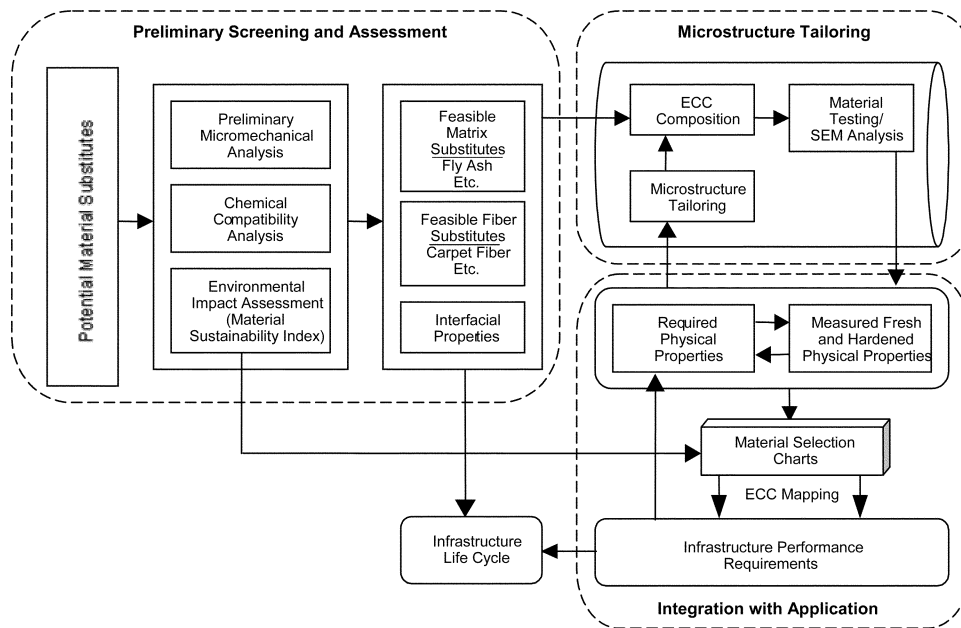 Preliminary Screening and Assessment
Potential Material Substitutes
Preliminary
Micromechanical
Analysis
Chemical
Compatibility
Analysis
Environmental
Impact Assessment
(Material
Sustainability Index)
Feasible
Matrix
Substitutes
Fly Ash
Etc.
Feasible Fiber
Substitutes
Carpet Fiber
Etc.
Interfacial
Properties
Microstructure Tailoring
ECC
Composition
Material
Testing/
SEM Analysis
Microstructure
Tailoring
Required
Physical
Properties
Measured Fresh
and Hardened
Physical Properties
Material Selection
Charts
ECC Mapping
Infrastructure
Life Cycle
Infrastructure Performance
Requirements
Integration with Application